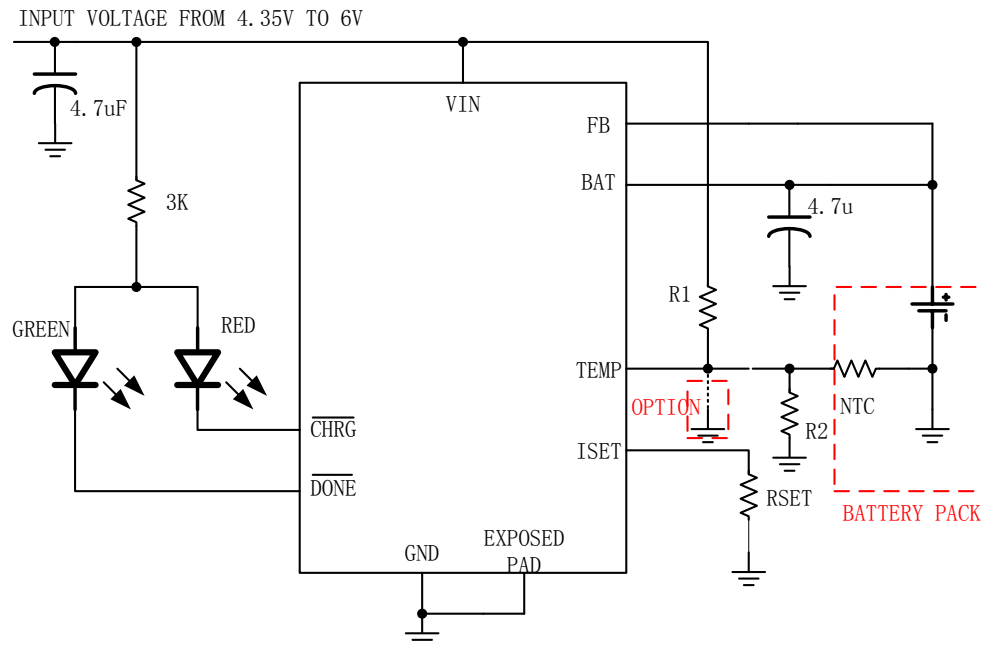 INPUT VOLTAGE FROM 4.35V TO 6V
4.7uF
VIN
FB
BAT
3K
4.7u
R1
GREEN
RED
TEMP
OPTION
NTC
CHRG
R2
ISET
DONE
RSET
BATTERY PACK
GND
EXPOSED
PAD